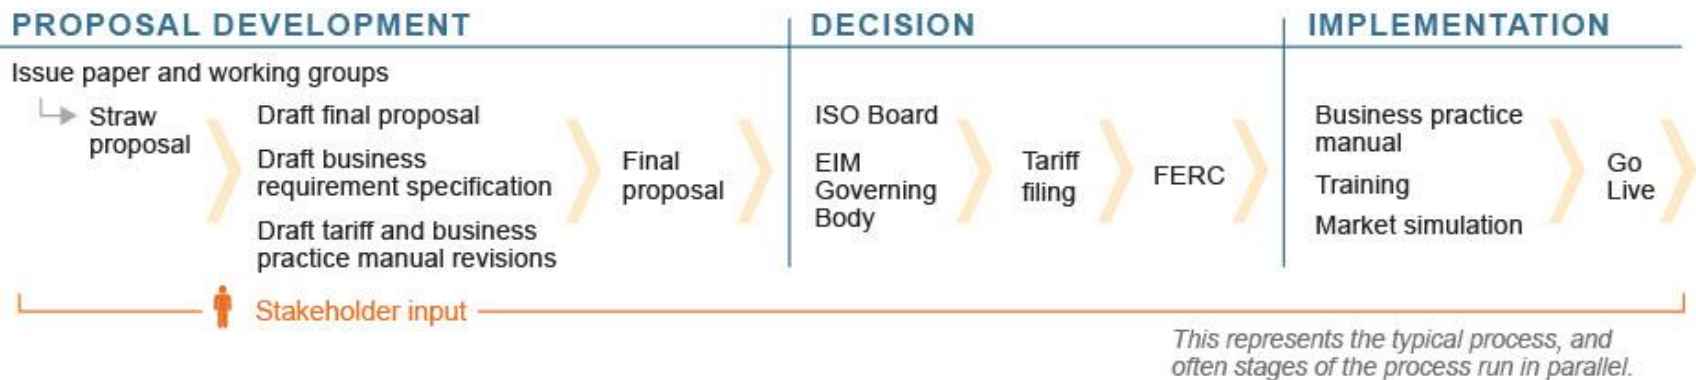 PROPOSAL DEVELOPMENT
DECISION
IMPLEMENTATION
Issue paper and working groups
Straw
proposal
Draft final proposal
Draft business
requirement specification
Draft tariff and business
practice manual revisions
Final
proposal
ISO Board
EIM
Governing
Body
Tariff
filing
FERC
Business practice
manual
Training
Market simulation
Go
Live
Stakeholder input
This represents the typical process, and
often stages of the process run in parallel.